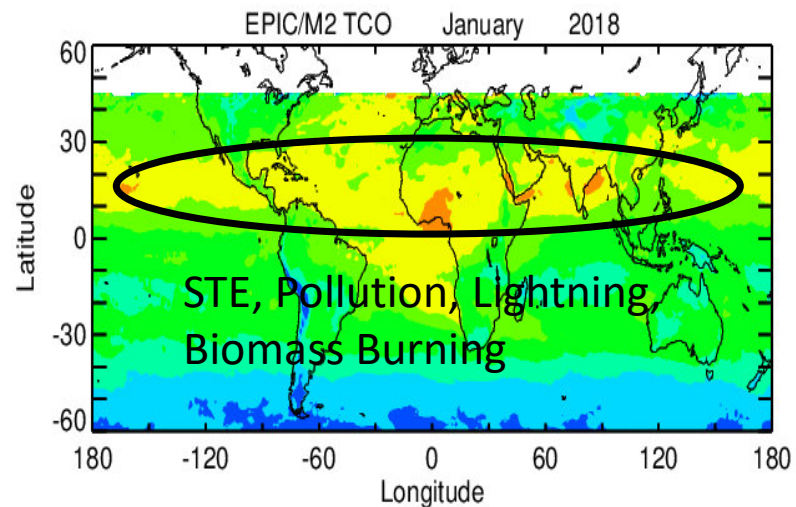 EPIC/M2 TCO January 2018
60
30
0
-30
-60
Latitude
STE, Pollution, Lightning,
Biomass Burning
180 -120 -60 0 60 120 180
Longitude